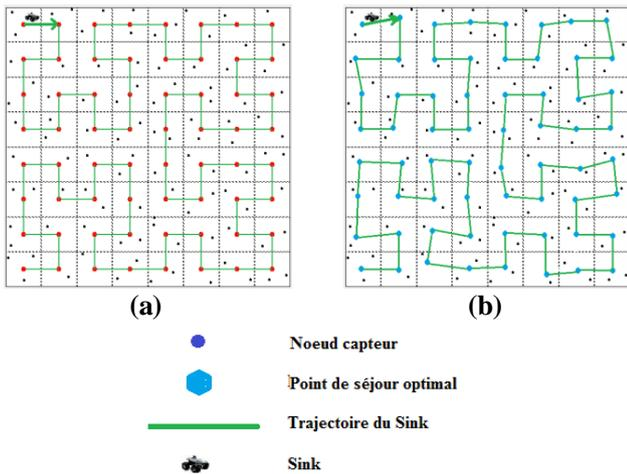 (a)
(b)
Noeud capteur
Point de séjour optimal
Trajectoire du Sink
Sink